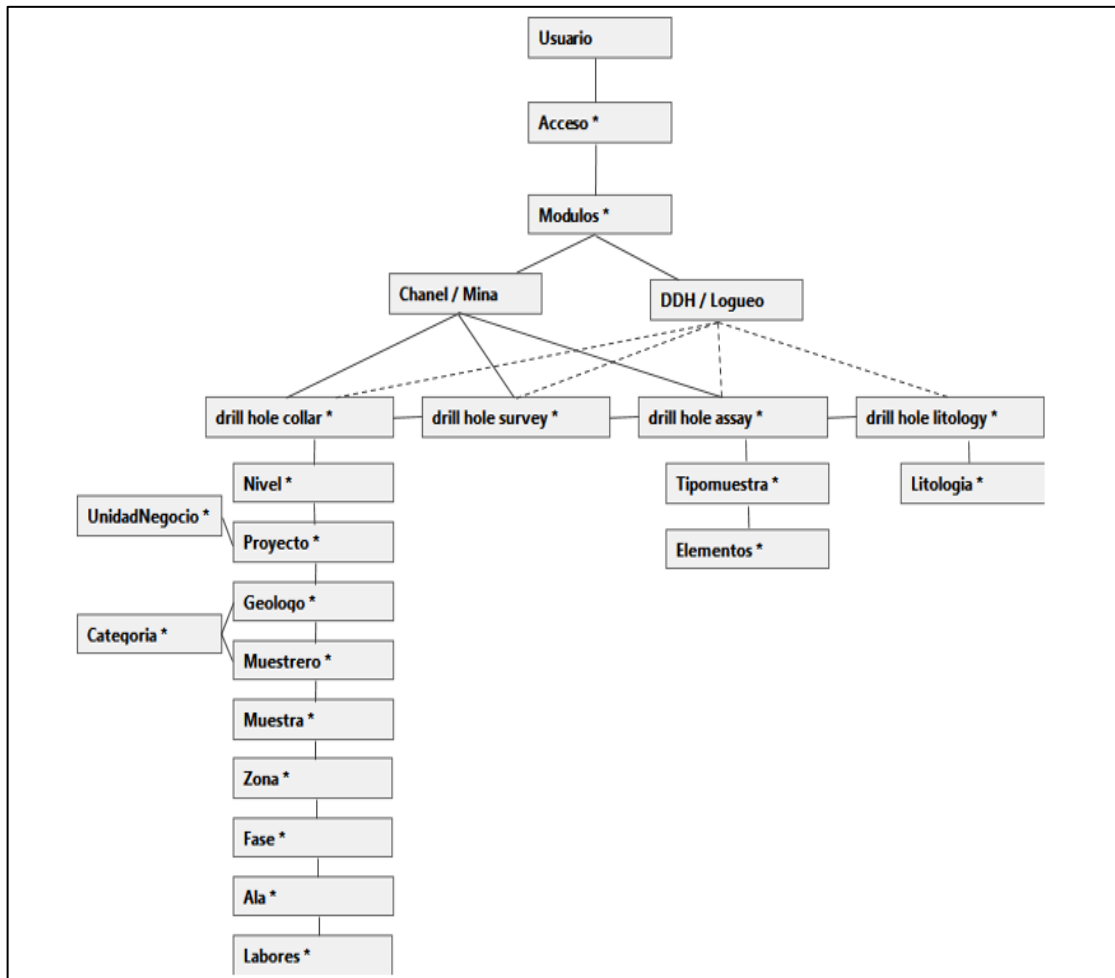 Usuario
Acceso *
Modulos *
Chanel / Mina
DDH / Logueo
drill hole collar *
drill hole survey *
drill hole assay *
drill hole litology *
Nivel *
Tipomuestra *
Litologia *
UnidadNegocio *
Proyecto *
Elementos *
Geologo *
Categoria *
Muestrero *
Muestra *
Zona *
Fase *
Ala *
Labores *